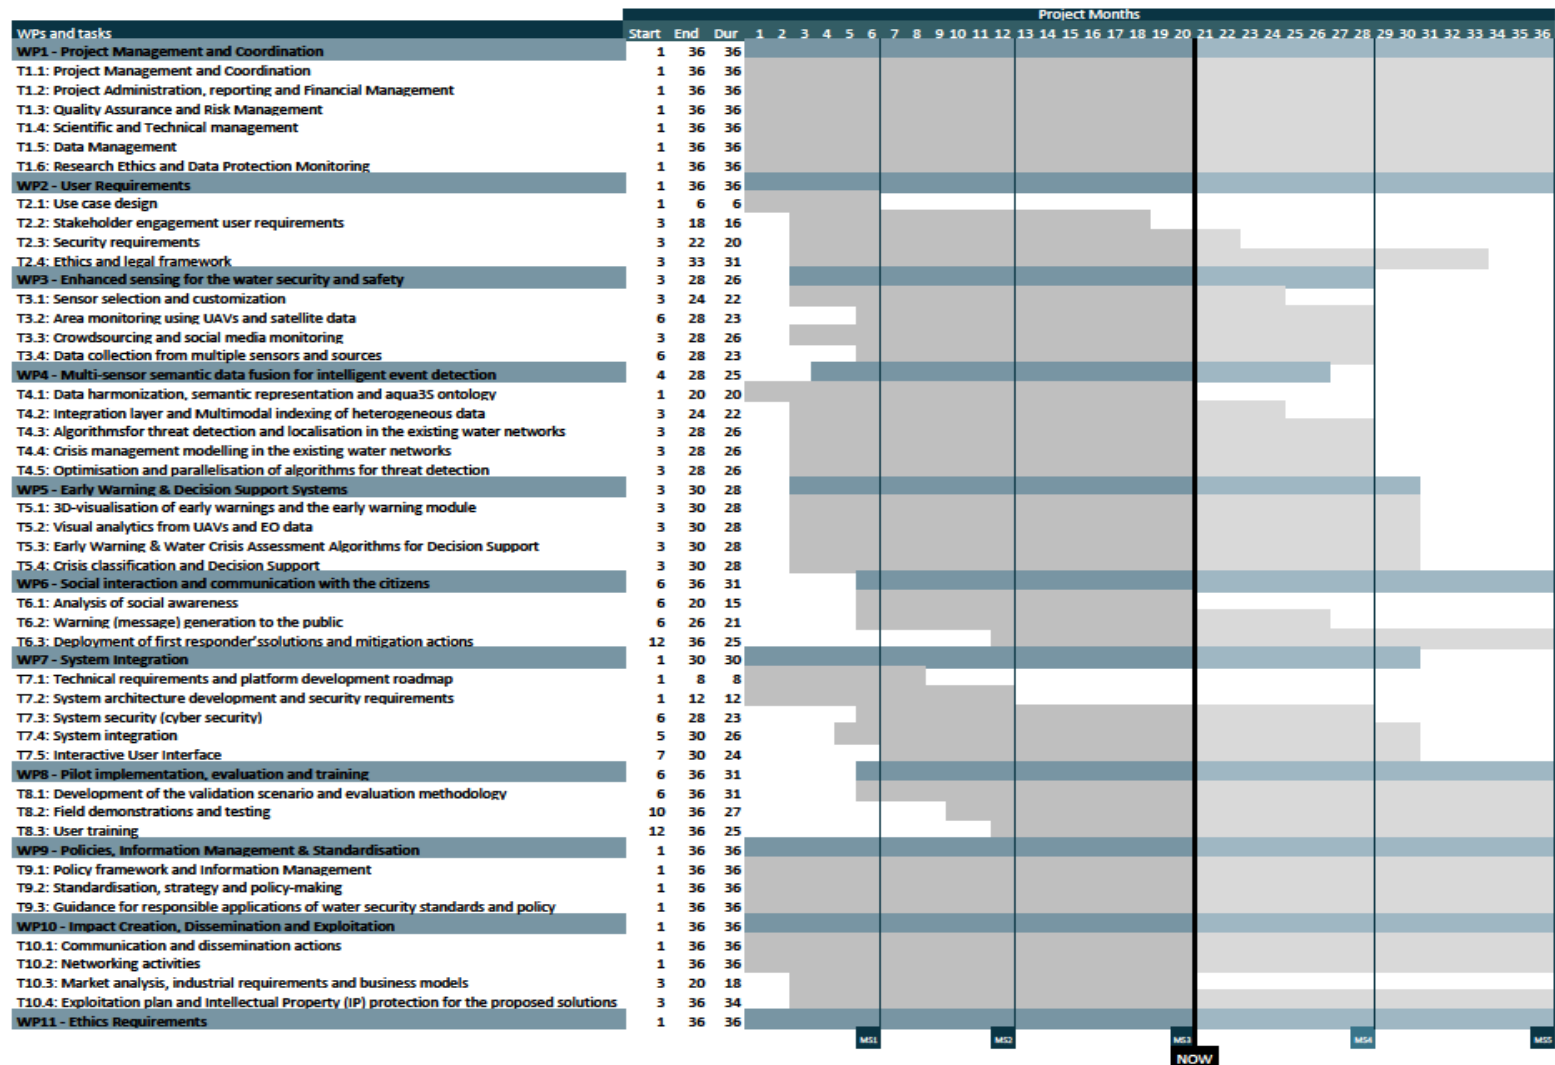 Project Months
WPs and tasks Start End Dur 1 2 3 4 5 6 7 8 9 10 11 12 13 14 15 16 17 18 19 20 21 22 23 24 25 26 27 28 29 30 31 32 33 34 35 36
WP1 - Project Management and Coordination 1 36 36
T1.1: Project Management and Coordination 1 36 36
T1.2: Project Administration, reporting and Financial Management 1 36 36
T1.3: Quality Assurance and Risk Management 1 36 36
T1.4: Scientific and Technical management 1 36 36
T1.5: Data Management 1 36 36
T1.6: Research Ethics and Data Protection Monitoring 1 36 36
WP2 - User Requirements 1 36 36
T2.1: Use case design 1 6 6
T2.2: Stakeholder engagement user requirements 3 18 16
T2.3: Security requirements 3 22 20
T2.4: Ethics and legal framework 3 33 31
WP3 - Enhanced sensing for the water security and safety 3 28 26
T3.1: Sensor selection and customization 3 24 22
T3.2: Area monitoring using UAVs and satellite data 6 28 23
T3.3: Crowdsourcing and social media monitoring 3 28 26
T3.4: Data collection from multiple sensors and sources 6 28 23
WP4 - Multi-sensor semantic data fusion for intelligent event detection 4 28 25
T4.1: Data harmonization, semantic representation and aqua3S ontology 1 20 20
T4.2: Integration layer and Multimodal indexing of heterogeneous data 3 24 22
T4.3: Algorithmsfor threat detection and localisation in the existing water networks 3 28 26
T4.4: Crisis management modelling in the existing water networks 3 28 26
T4.5: Optimisation and parallelisation of algorithms for threat detection 3 28 26
WP5 - Early Warning & Decision Support Systems 3 30 28
T5.1: 3D-visualisation of early warnings and the early warning module 3 30 28
T5.2: Visual analytics from UAVs and EO data 3 30 28
T5.3: Early Warning & Water Crisis Assessment Algorithms for Decision Support 3 30 28
T5.4: Crisis classification and Decision Support 3 30 28
WP6 - Social interaction and communication with the citizens 6 36 31
T6.1: Analysis of social awareness 6 20 15
T6.2: Warning (message) generation to the public 6 26 21
T6.3: Deployment of first responder'ssolutions and mitigation actions 12 36 25
WP7 - System Integration 1 30 30
T7.1: Technical requirements and platform development roadmap 1 8 8
T7.2: System architecture development and security requirements 1 12 12
T7.3: System security (cyber security) 6 28 23
T7.4: System integration 5 30 26
T7.5: Interactive User Interface 7 30 24
WP8 - Pilot implementation, evaluation and training 6 36 31
T8.1: Development of the validation scenario and evaluation methodology 6 36 31
T8.2: Field demonstrations and testing 10 36 27
T8.3: User training 12 36 25
WP9 - Policies, Information Management & Standardisation 1 36 36
T9.1: Policy framework and Information Management 1 36 36
T9.2: Standardisation, strategy and policy-making 1 36 36
T9.3: Guidance for responsible applications of water security standards and policy 1 36 36
WP10 - Impact Creation, Dissemination and Exploitation 1 36 36
T10.1: Communication and dissemination actions 1 36 36
T10.2: Networking activities 1 36 36
T10.3: Market analysis, industrial requirements and business models 3 20 18
T10.4: Exploitation plan and Intellectual Property (IP) protection for the proposed solutions 3 36 34
WP11 - Ethics Requirements 1 36 36
MS1 MS2 MS3 MS4 MS5
NOW